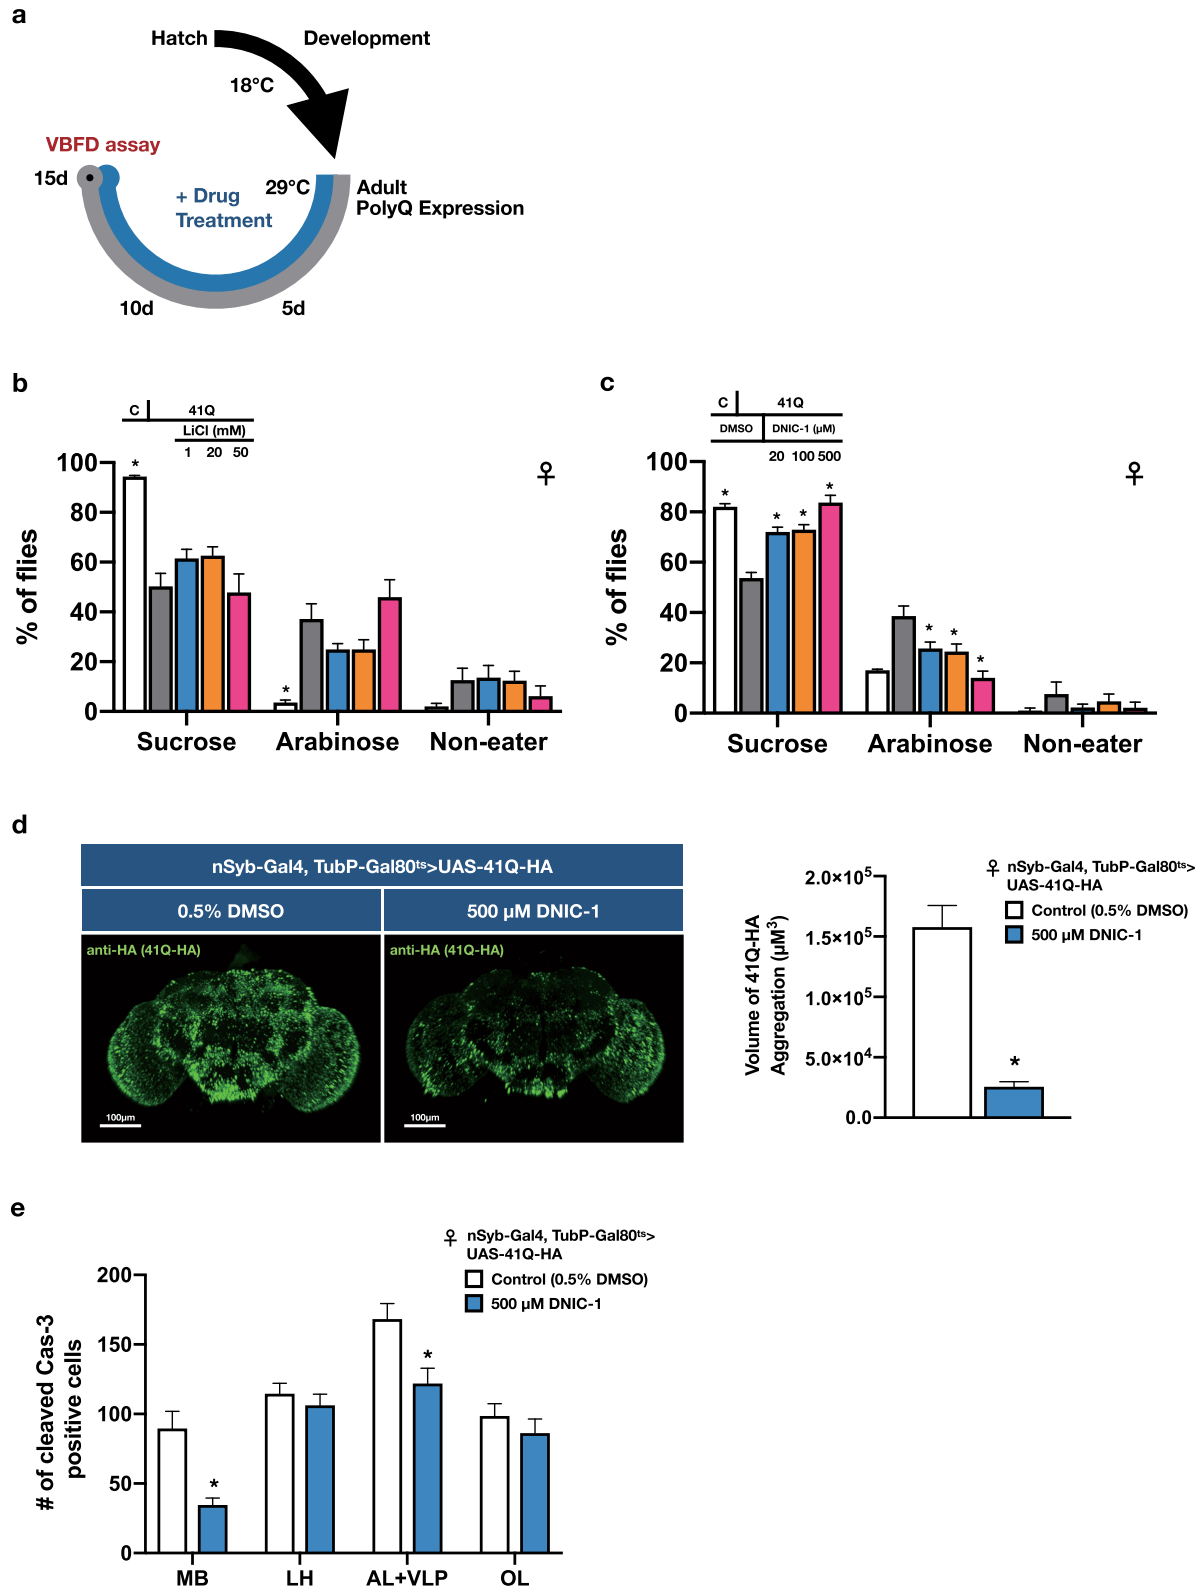 a
Hatch
Development
18°C
VBFD assay
15d
+ Drug
Treatment
29°C
Adult
PolyQ Expression
10d
5d
b
C
41Q
LiCl (mM)
1 20 50
100
80
60
40
20
0
% of flies
*
*
♀
Sucrose
Arabinose
Non-eater
c
C
41Q
DMSO
DNIC-1 (µM)
20 100 500
100
80
60
40
20
0
% of flies
*
*
*
*
*
*
*
♀
Sucrose
Arabinose
Non-eater
d
nSyb-Gal4, TubP-Gal80ts>UAS-41Q-HA
0.5% DMSO
500 µM DNIC-1
anti-HA (41Q-HA)
100µm
anti-HA (41Q-HA)
100µm
♀ nSyb-Gal4, TubP-Gal80ts>
UAS-41Q-HA
Control (0.5% DMSO)
500 µM DNIC-1
Volume of 41Q-HA
Aggregation (µM³)
2.0×10⁵
1.5×10⁵
1.0×10⁵
5.0×10⁴
0.0
*
e
♀ nSyb-Gal4, TubP-Gal80ts>
UAS-41Q-HA
Control (0.5% DMSO)
500 µM DNIC-1
# of cleaved Cas-3
positive cells
200
150
100
50
0
*
*
MB
LH
AL+VLP
OL